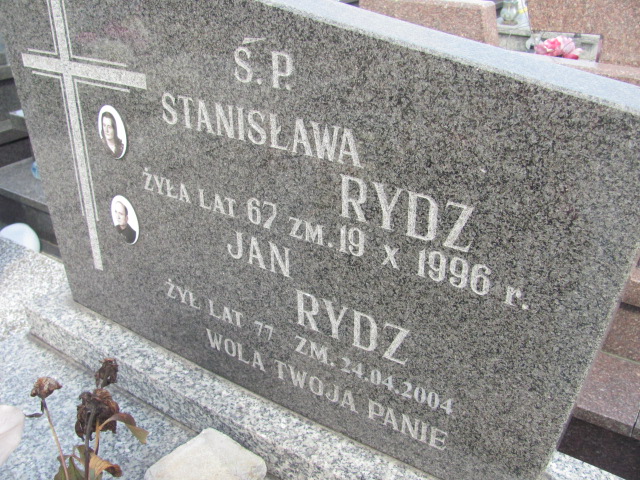 Ś.P.
STANISŁAWA
RYDZ
ŻYŁA LAT 67 ZM. 19 X 1996 r.
JAN
RYDZ
ŻYŁ LAT 77 ZM. 24.04.2004
WOLA TWOJA PANIE